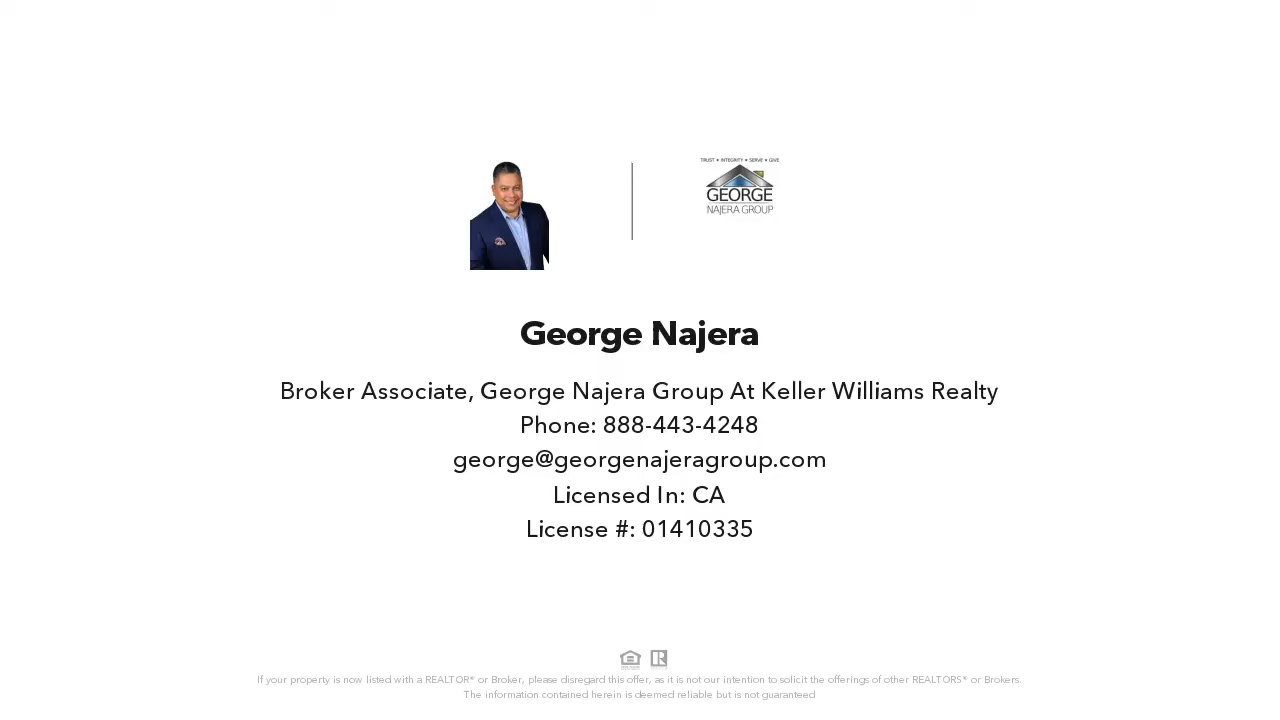 TRUST • INTEGRITY • SERVE • GIVE
GEORGE
NAJERA GROUP
George Najera
Broker Associate, George Najera Group At Keller Williams Realty
Phone: 888-443-4248
george@georgenajeragroup.com
Licensed In: CA
License #: 01410335
If your property is now listed with a REALTOR® or Broker, please disregard this offer, as it is not our intention to solicit the offerings of other REALTORS® or Brokers.
The information contained herein is deemed reliable but is not guaranteed